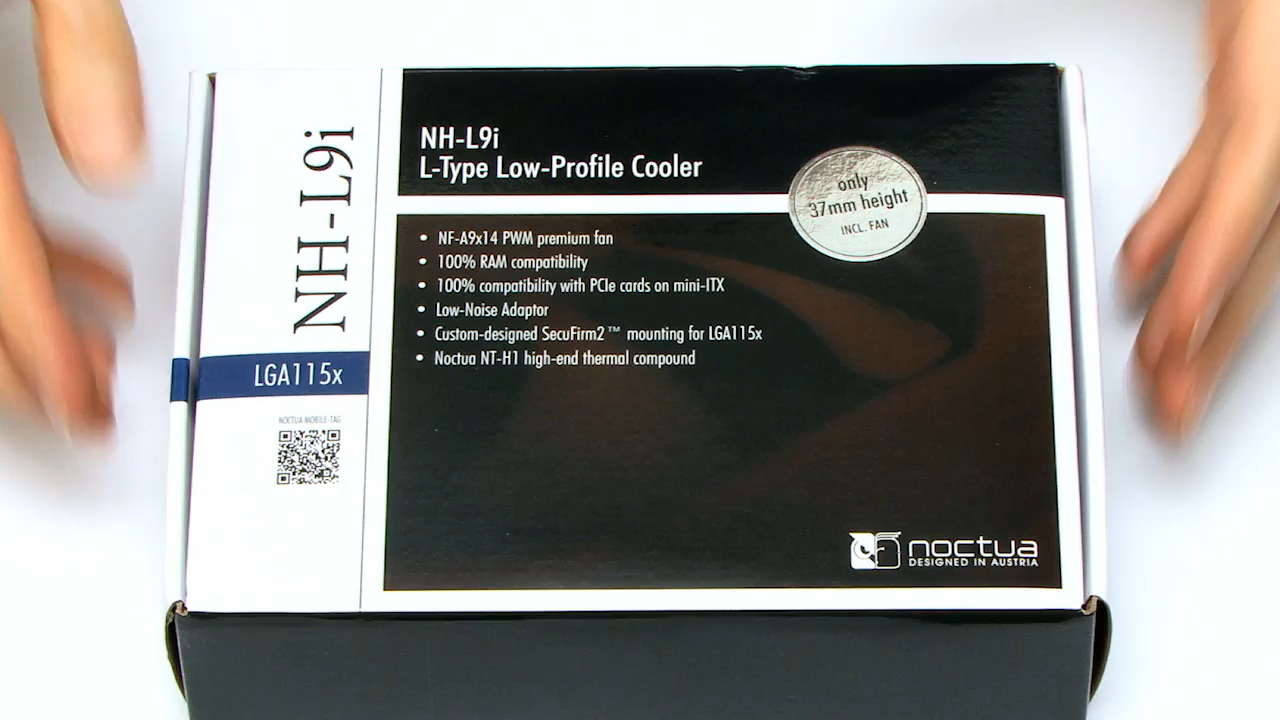 NH-L9i
LGA115x
NOCTUA MOBILE-TAG
NH-L9i
L-Type Low-Profile Cooler
only
37mm height
INCL. FAN
• NF-A9x14 PWM premium fan
• 100% RAM compatibility
• 100% compatibility with PCIe cards on mini-ITX
• Low-Noise Adaptor
• Custom-designed SecuFirm2™ mounting for LGA115x
• Noctua NT-H1 high-end thermal compound
noctua
DESIGNED IN AUSTRIA